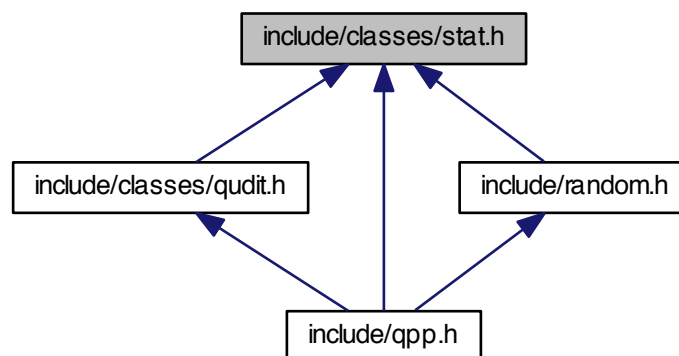 include/classes/stat.h
include/classes/qudit.h
include/random.h
include/qpp.h